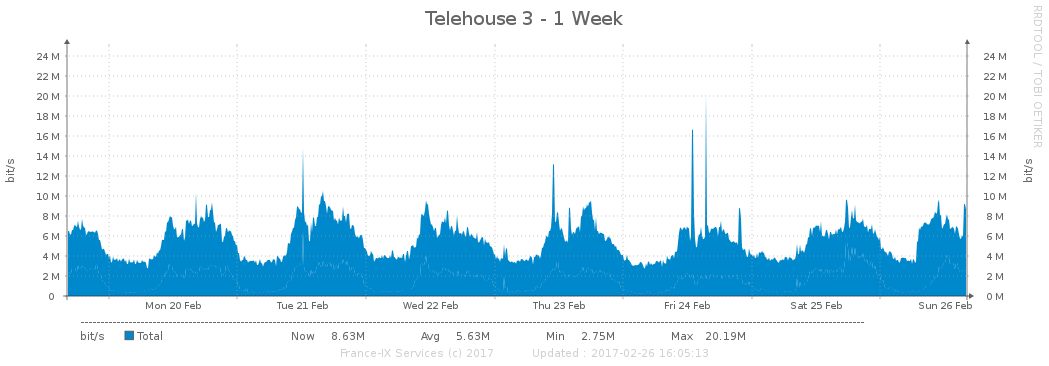 Telehouse 3 - 1 Week
RRDTOOL / TOBI OETIKER
bit/s
24 M 24 M
22 M 22 M
20 M 20 M
18 M 18 M
16 M 16 M
14 M 14 M
12 M 12 M
10 M 10 M
8 M 8 M
6 M 6 M
4 M 4 M
2 M 2 M
0 0 M
bit/s
Mon 20 Feb Tue 21 Feb Wed 22 Feb Thu 23 Feb Fri 24 Feb Sat 25 Feb Sun 26 Feb
bit/s Total Now 8.63M Avg 5.63M Min 2.75M Max 20.19M
France-IX Services (c) 2017 Updated : 2017-02-26 16:05:13